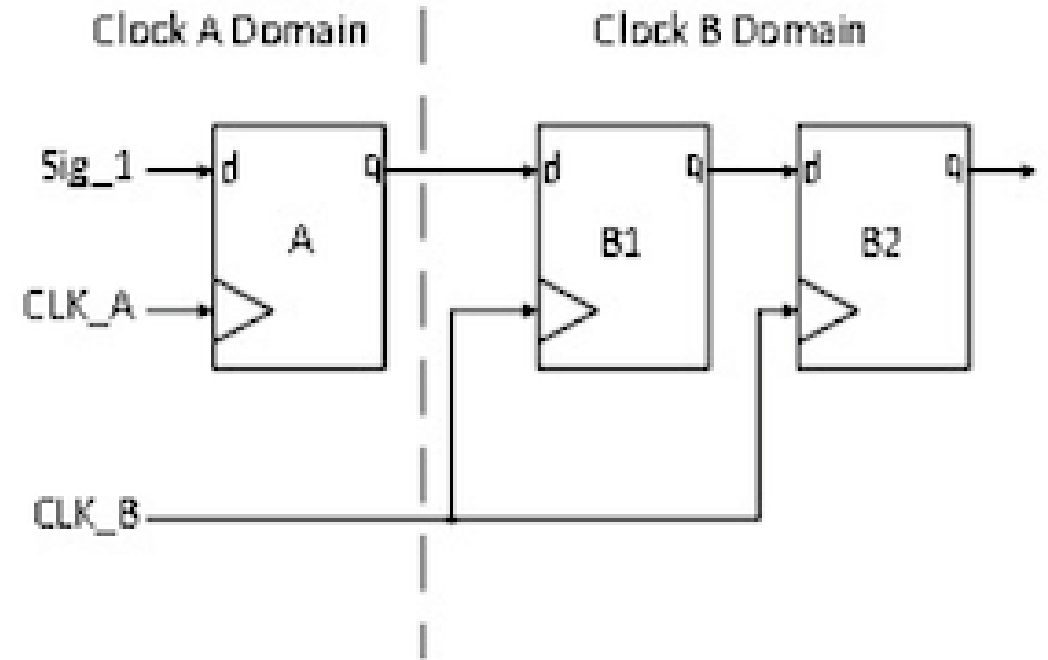 Clock A Domain
Clock B Domain
Sig_1
d
q
d
q
d
q
A
B1
B2
CLK_A
CLK_B